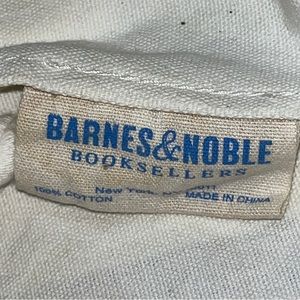 BARNES&NOBLE
BOOKSELLERS
New York
100% COTTON MADE IN CHINA